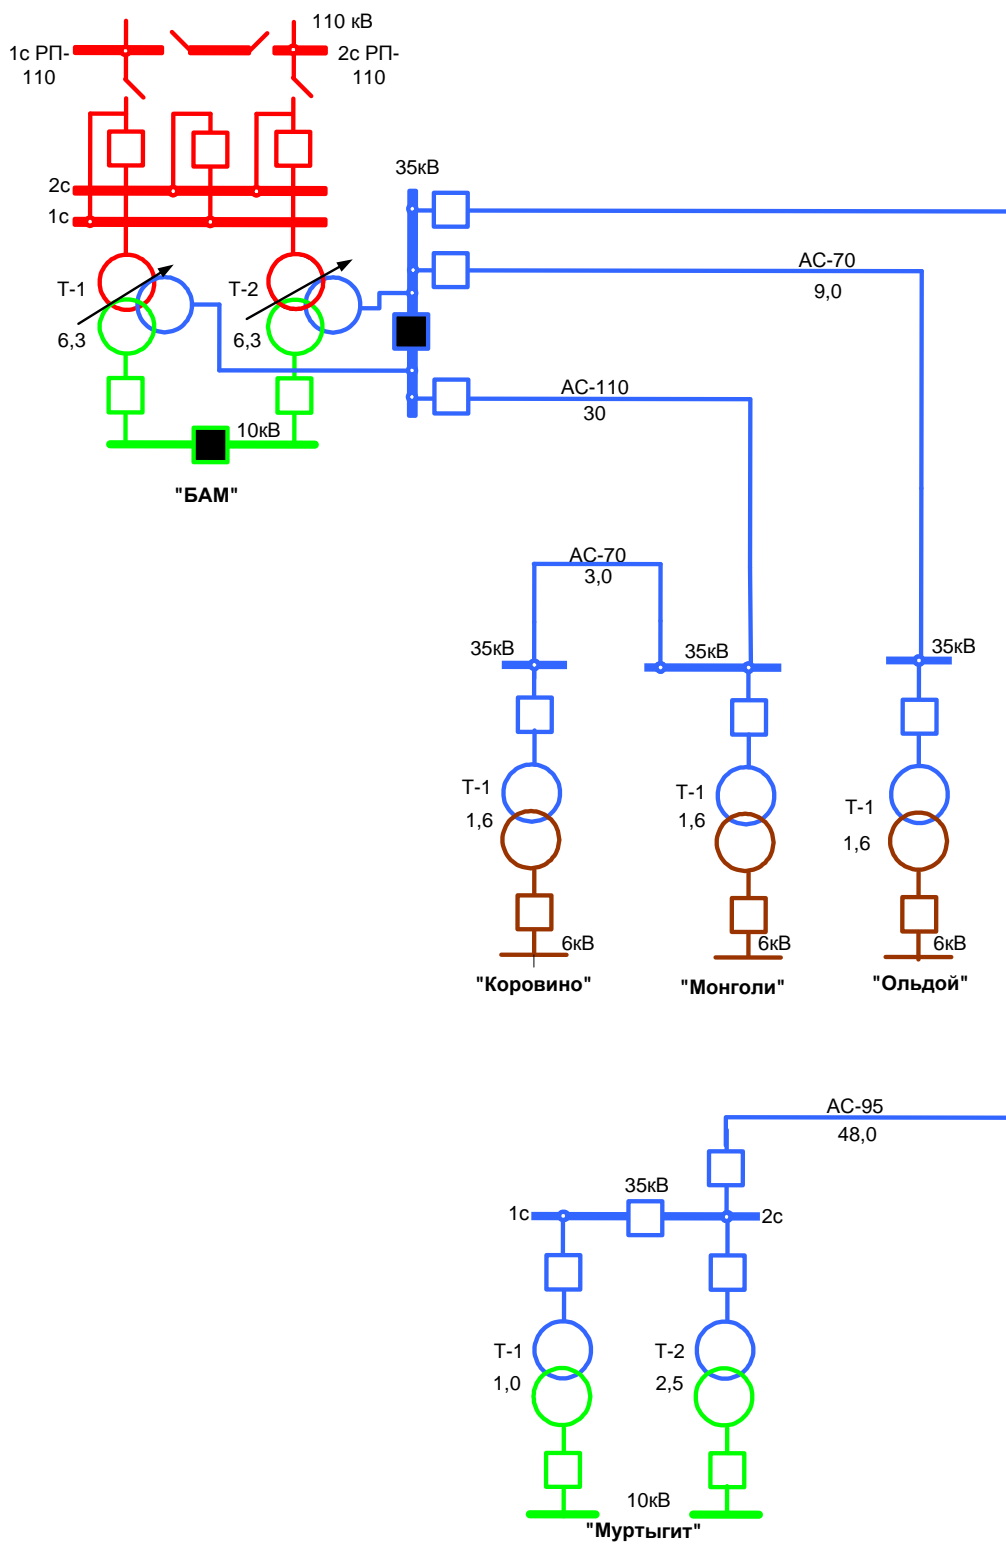 110 кВ
1с РП-
110
2с РП-
110
2с
1с
35кВ
Т-1
6,3
Т-2
6,3
АС-70
9,0
АС-110
30
10кВ
"БАМ"
АС-70
3,0
35кВ
35кВ
35кВ
Т-1
1,6
Т-1
1,6
Т-1
1,6
6кВ
6кВ
6кВ
"Коровино"
"Монголи"
"Ольдой"
АС-95
48,0
35кВ
1с
2с
Т-1
1,0
Т-2
2,5
10кВ
"Муртыгит"